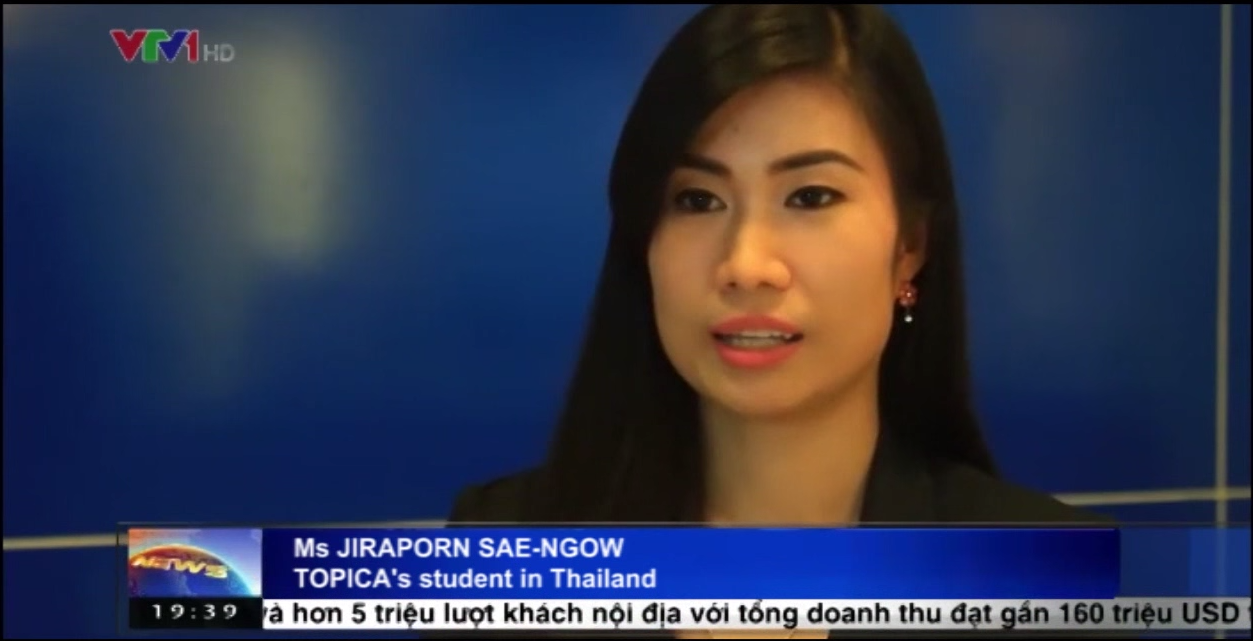 VTV1 HD
Ms JIRAPORN SAE-NGOW
TOPICA's student in Thailand
NEWS
19:39
và hơn 5 triệu lượt khách nội địa với tổng doanh thu đạt gần 160 triệu USD